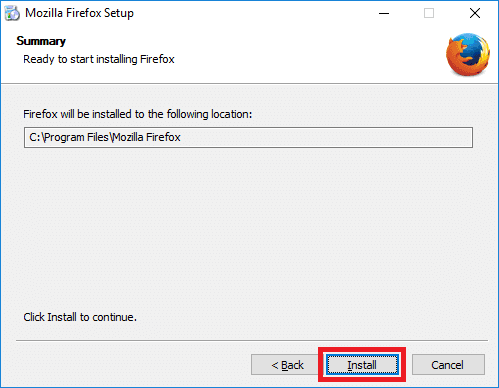 Mozilla Firefox Setup
Summary
Ready to start installing Firefox
Firefox will be installed to the following location:
C:\Program Files\Mozilla Firefox
Click Install to continue.
< Back
Install
Cancel